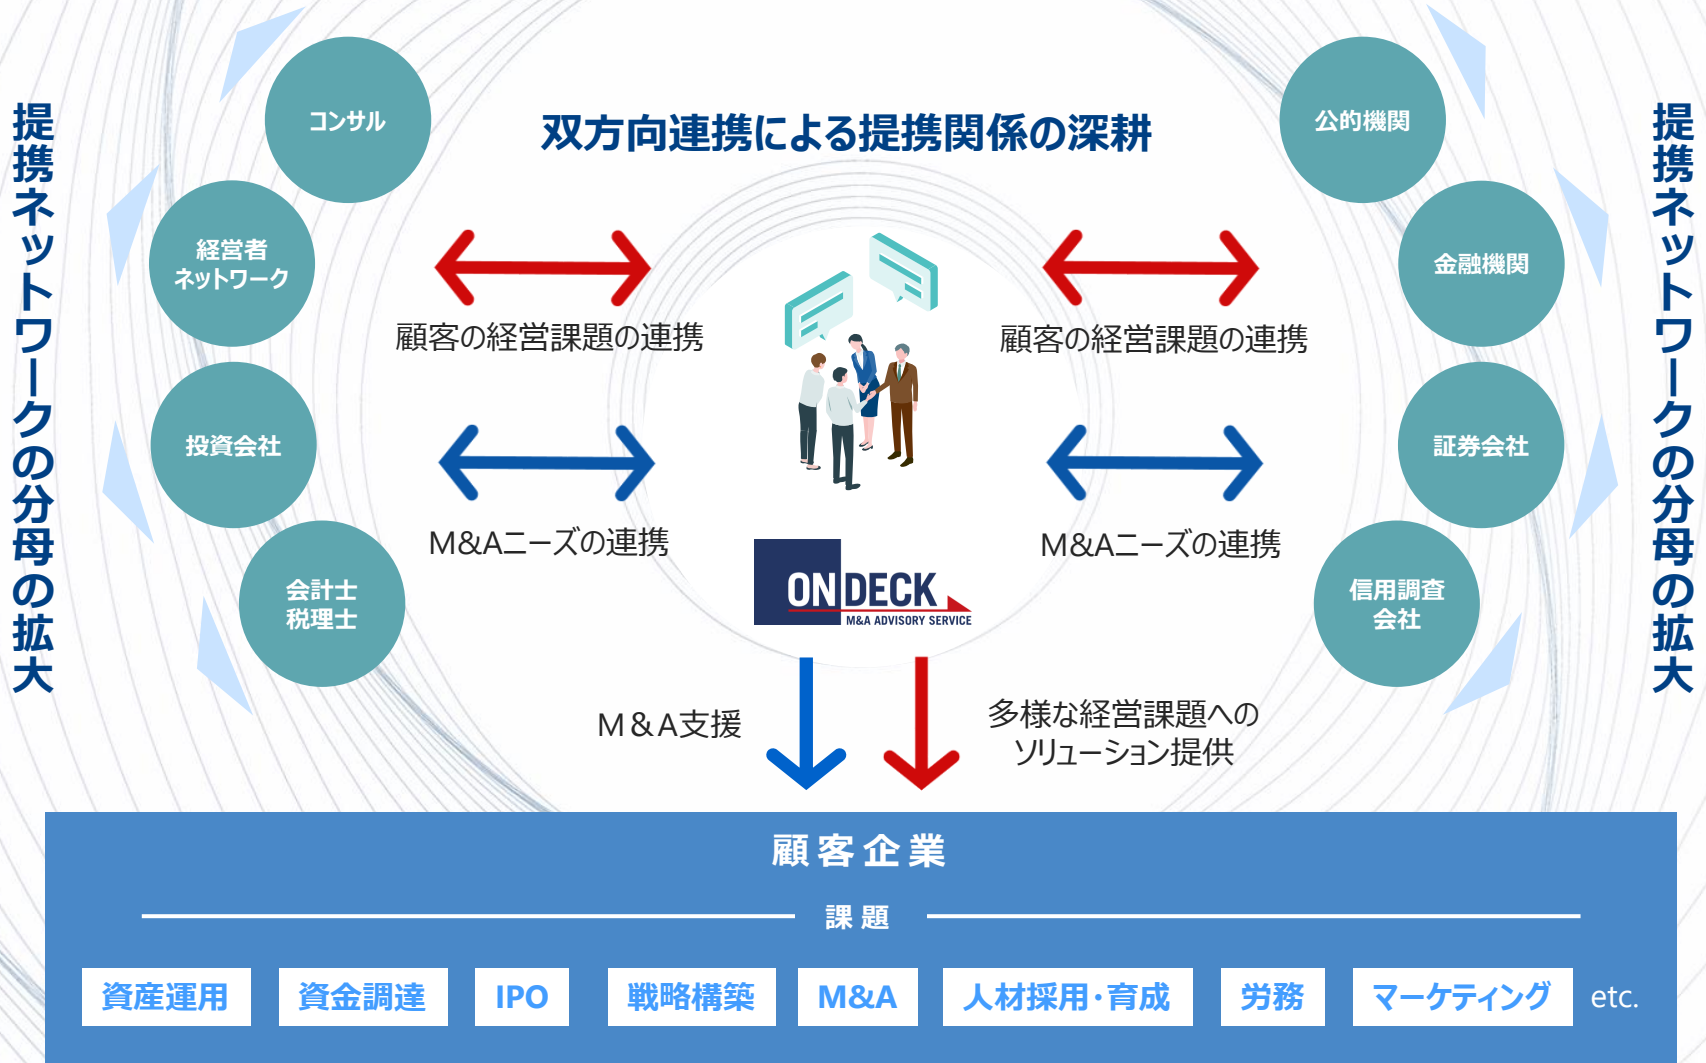 双方向連携による提携関係の深耕
提携ネットワークの分母の拡大
コンサル
経営者
ネットワーク
投資会社
会計士
税理士
顧客の経営課題の連携
M&Aニーズの連携
ONDECK
M&A ADVISORY SERVICE
顧客の経営課題の連携
M&Aニーズの連携
公的機関
金融機関
証券会社
信用調査
会社
提携ネットワークの分母の拡大
M&A支援
多様な経営課題への
ソリューション提供
顧客企業
課題
資産運用
資金調達
IPO
戦略構築
M&A
人材採用・育成
労務
マーケティング
etc.